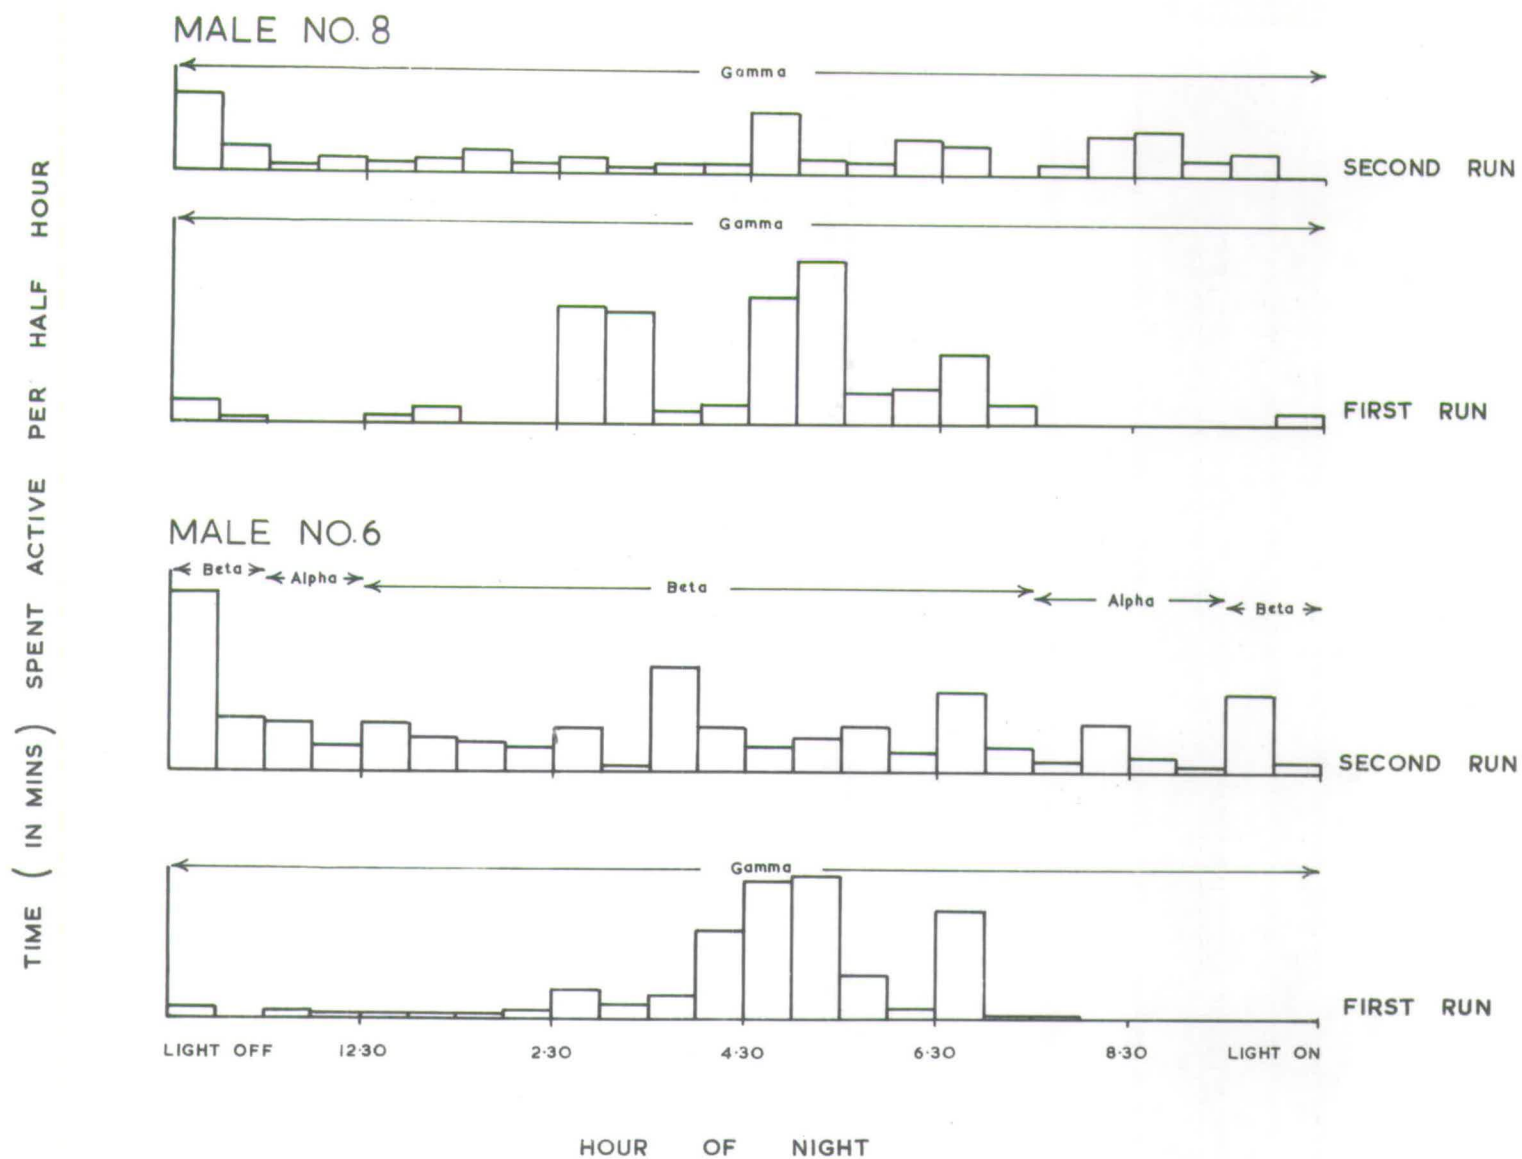 MALE NO. 8
Gamma
SECOND RUN
Gamma
FIRST RUN
MALE NO. 6
Beta Alpha Beta Alpha Beta
SECOND RUN
Gamma
FIRST RUN
LIGHT OFF 12·30 2·30 4·30 6·30 8·30 LIGHT ON
HOUR OF NIGHT
TIME ( IN MINS ) SPENT ACTIVE PER HALF HOUR